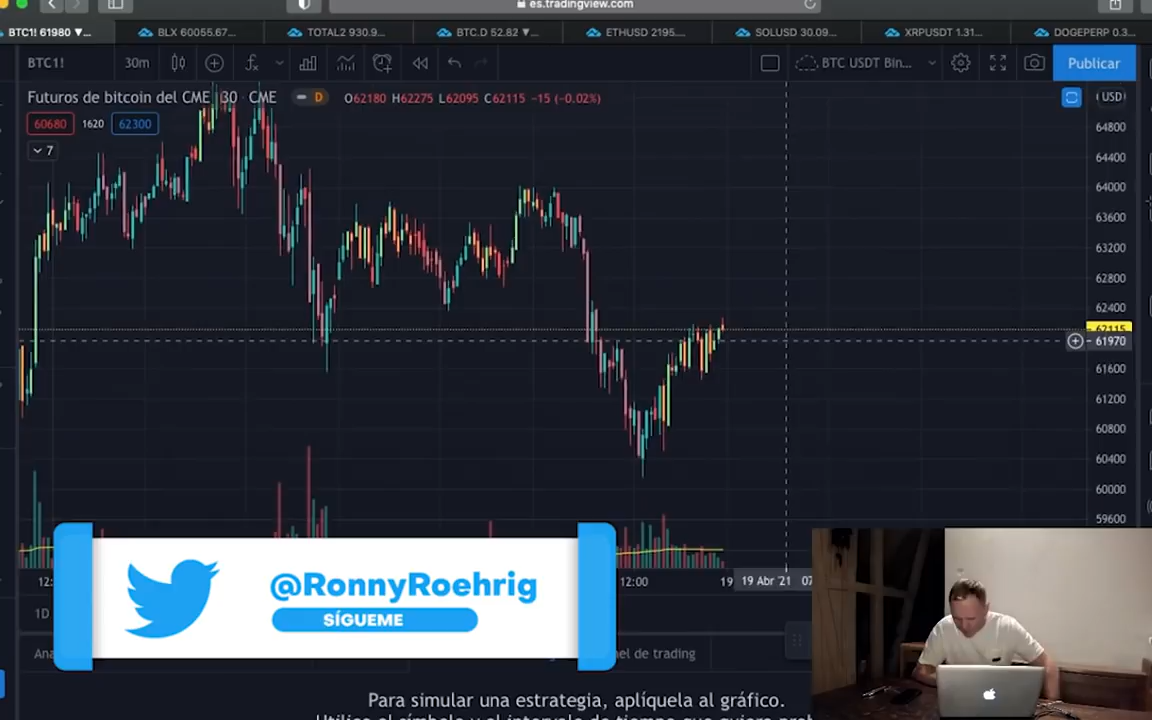 es.tradingview.com
BTC1! 61980 ▼...
BLX 60055.67...
TOTAL2 930.9...
BTC.D 52.82 ▼...
ETHUSD 2195....
SOLUSD 30.09...
XRPUSDT 1.31...
DOGEPERP 0.3...
BTC1!
30m
BTC USDT Bin...
Publicar
Futuros de bitcoin del CME 30 CME
D
O62180 H62275 L62095 C62115 −15 (−0.02%)
USD
60680
1620
62300
7
64800
64400
64000
63600
63200
62800
62400
62115
61970
61600
61200
60800
60400
60000
59600
12:00
19
19 Abr '21
1D
@RonnyRoehrig
SÍGUEME
el de trading
Para simular una estrategia, aplíquela al gráfico.